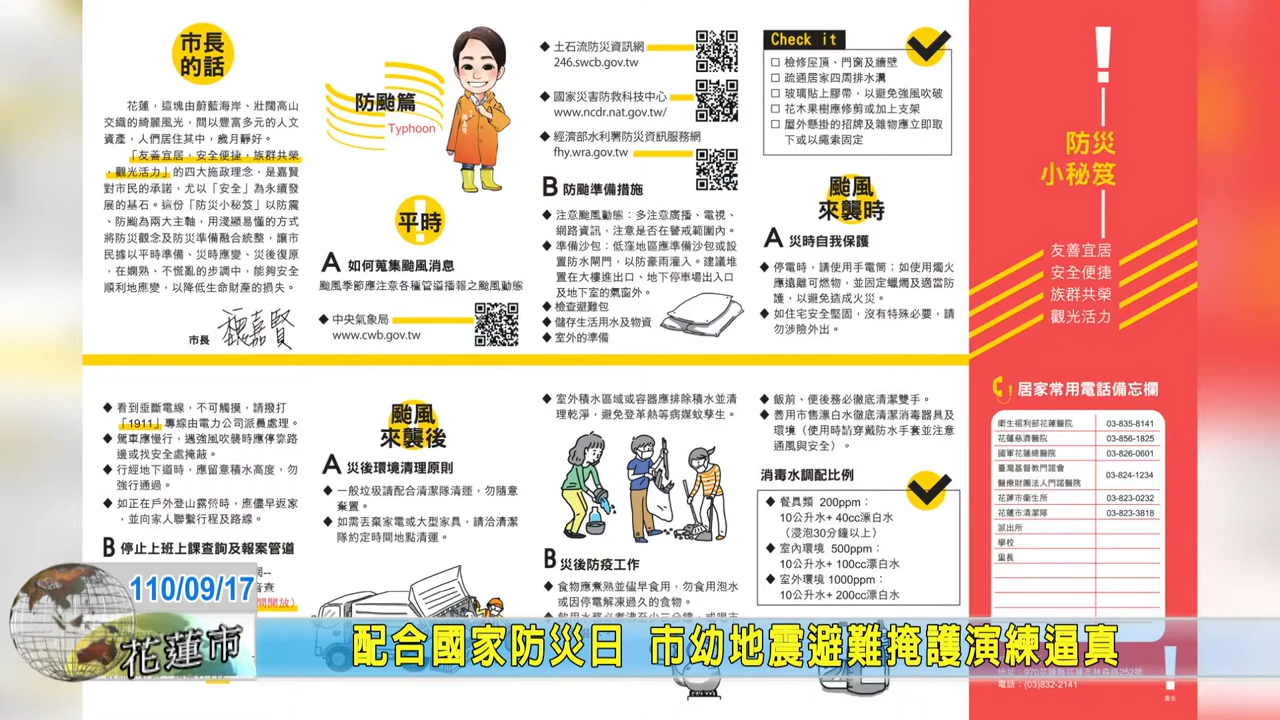 市長
的話
花蓮，這塊由蔚藍海岸、壯闊高山
交織的綺麗風光，間以豐富多元的人文
資產，人們居住其中，歲月靜好。
「友善宜居，安全便捷，族群共榮
，觀光活力」的四大施政理念，是嘉賢
對市民的承諾，尤以「安全」為永續發
展的基石。這份「防災小秘笈」以防震
、防颱為兩大主軸，用淺顯易懂的方式
將防災觀念及防災準備融合統整，讓市
民據以平時準備、災時應變、災後復原
，在嫻熟、不慌亂的步調中，能夠安全
順利地應變，以降低生命財產的損失。
市長 魏嘉賢
防颱篇
Typhoon
平時
A 如何蒐集颱風消息
颱風季節應注意各種管道播報之颱風動態
◆ 中央氣象局
www.cwb.gov.tw
◆ 土石流防災資訊網
246.swcb.gov.tw
◆ 國家災害防救科技中心
www.ncdr.nat.gov.tw/
◆ 經濟部水利署防災資訊服務網
fhy.wra.gov.tw
B 防颱準備措施
◆ 注意颱風動態：多注意廣播、電視、
網路資訊，注意是否在警戒範圍內。
◆ 準備沙包：低窪地區應準備沙包或設
置防水閘門，以防豪雨灌入。建議堆
置在大樓進出口、地下停車場出入口
及地下室的氣窗外。
◆ 檢查避難包
◆ 儲存生活用水及物資
◆ 室外的準備
Check it
□ 檢修屋頂、門窗及牆壁
□ 疏通居家四周排水溝
□ 玻璃貼上膠帶，以避免強風吹破
□ 花木果樹應修剪或加上支架
□ 屋外懸掛的招牌及雜物應立即取
下或以繩索固定
颱風
來襲時
A 災時自我保護
◆ 停電時，請使用手電筒；如使用燭火
應遠離可燃物，並固定蠟燭及適當防
護，以避免造成火災。
◆ 如住宅安全堅固，沒有特殊必要，請
勿涉險外出。
防災
小秘笈
友善宜居
安全便捷
族群共榮
觀光活力
◆ 看到垂斷電線，不可觸摸，請撥打
「1911」專線由電力公司派員處理。
◆ 駕車應慢行，遇強風吹襲時應停靠路
邊或找安全處掩蔽。
◆ 行經地下道時，應留意積水高度，勿
強行通過。
◆ 如正在戶外登山露營時，應儘早返家
，並向家人聯繫行程及路線。
B 停止上班上課查詢及報案管道
颱風
來襲後
A 災後環境清理原則
◆ 一般垃圾請配合清潔隊清運，勿隨意
棄置。
◆ 如需丟棄家電或大型家具，請洽清潔
隊約定時間地點清運。
◆ 室外積水區域或容器應排除積水並清
理乾淨，避免登革熱等病媒蚊孳生。
B 災後防疫工作
◆ 食物應煮熟並儘早食用，勿食用泡水
或因停電解凍過久的食物。
◆ 飯前、便後務必徹底清潔雙手。
◆ 善用市售漂白水徹底清潔消毒器具及
環境（使用時請穿戴防水手套並注意
通風與安全）。
消毒水調配比例
◆ 餐具類 200ppm：
10公升水+ 40cc漂白水
（浸泡30分鐘以上）
◆ 室內環境 500ppm：
10公升水+ 100cc漂白水
◆ 室外環境 1000ppm：
10公升水+ 200cc漂白水
居家常用電話備忘欄
衛生福利部花蓮醫院 03-835-8141
花蓮慈濟醫院 03-856-1825
國軍花蓮總醫院 03-826-0601
臺灣基督教門諾會
醫療財團法人門諾醫院 03-824-1234
花蓮市衛生所 03-823-0232
花蓮市清潔隊 03-823-3818
派出所
學校
里長
電話：(03)832-2141
110/09/17
花蓮市
配合國家防災日 市幼地震避難掩護演練逼真